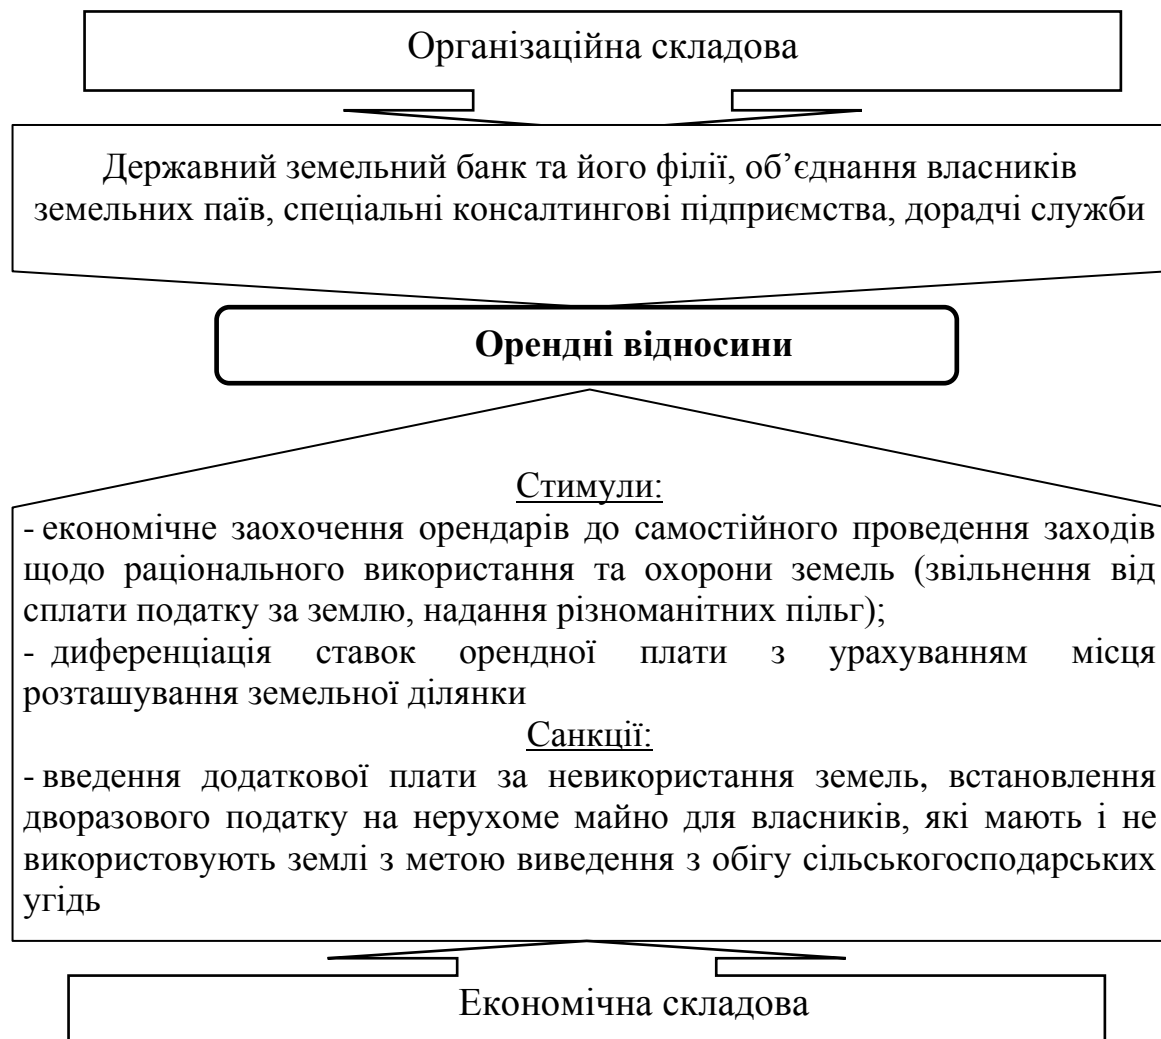 Організаційна складова
Державний земельний банк та його філії, об’єднання власників
земельних паїв, спеціальні консалтингові підприємства, дорадчі служби
Орендні відносини
Стимули:
- економічне заохочення орендарів до самостійного проведення заходів
щодо раціонального використання та охорони земель (звільнення від
сплати податку за землю, надання різноманітних пільг);
- диференціація ставок орендної плати з урахуванням місця
розташування земельної ділянки
Санкції:
- введення додаткової плати за невикористання земель, встановлення
дворазового податку на нерухоме майно для власників, які мають і не
використовують землі з метою виведення з обігу сільськогосподарських
угідь
Економічна складова